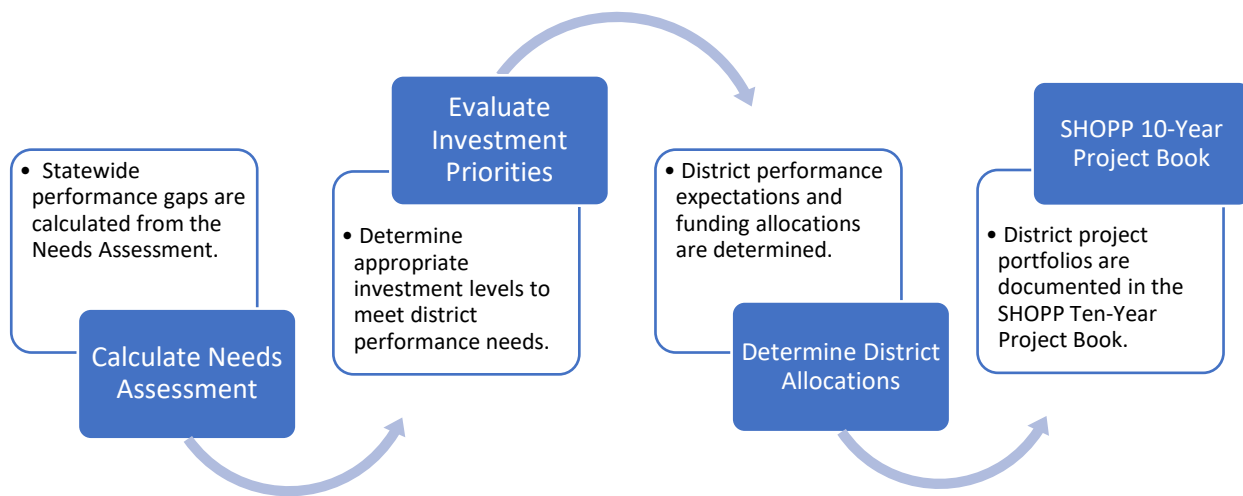 • Statewide
performance gaps are
calculated from the
Needs Assessment.
Calculate Needs
Assessment
Evaluate
Investment
Priorities
• Determine
appropriate
investment levels to
meet district
performance needs.
• District performance
expectations and
funding allocations
are determined.
Determine District
Allocations
SHOPP 10-Year
Project Book
• District project
portfolios are
documented in the
SHOPP Ten-Year
Project Book.